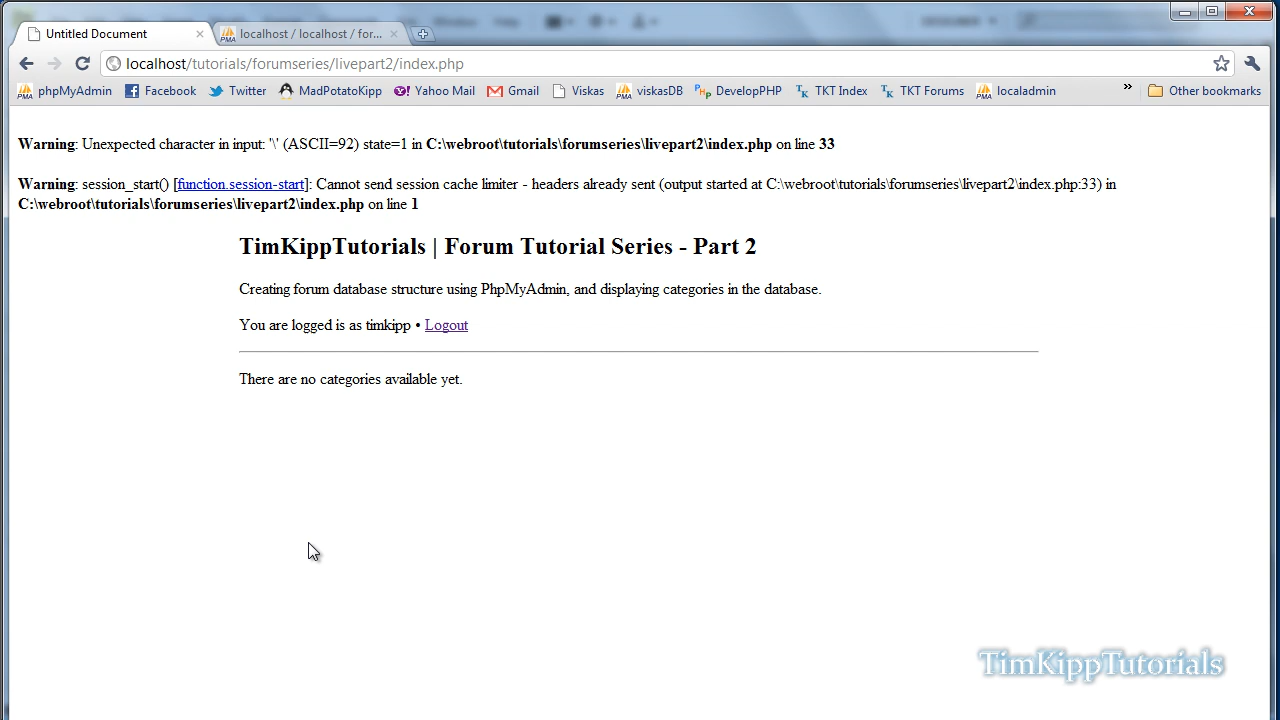 Untitled Document
localhost / localhost / for...
localhost/tutorials/forumseries/livepart2/index.php
phpMyAdmin Facebook Twitter MadPotatoKipp Yahoo Mail Gmail Viskas viskasDB DevelopPHP TKT Index TKT Forums localadmin » Other bookmarks
Warning: Unexpected character in input: '\' (ASCII=92) state=1 in C:\webroot\tutorials\forumseries\livepart2\index.php on line 33
Warning: session_start() [function.session-start]: Cannot send session cache limiter - headers already sent (output started at C:\webroot\tutorials\forumseries\livepart2\index.php:33) in
C:\webroot\tutorials\forumseries\livepart2\index.php on line 1
TimKippTutorials | Forum Tutorial Series - Part 2
Creating forum database structure using PhpMyAdmin, and displaying categories in the database.
You are logged is as timkipp • Logout
There are no categories available yet.
TimKippTutorials